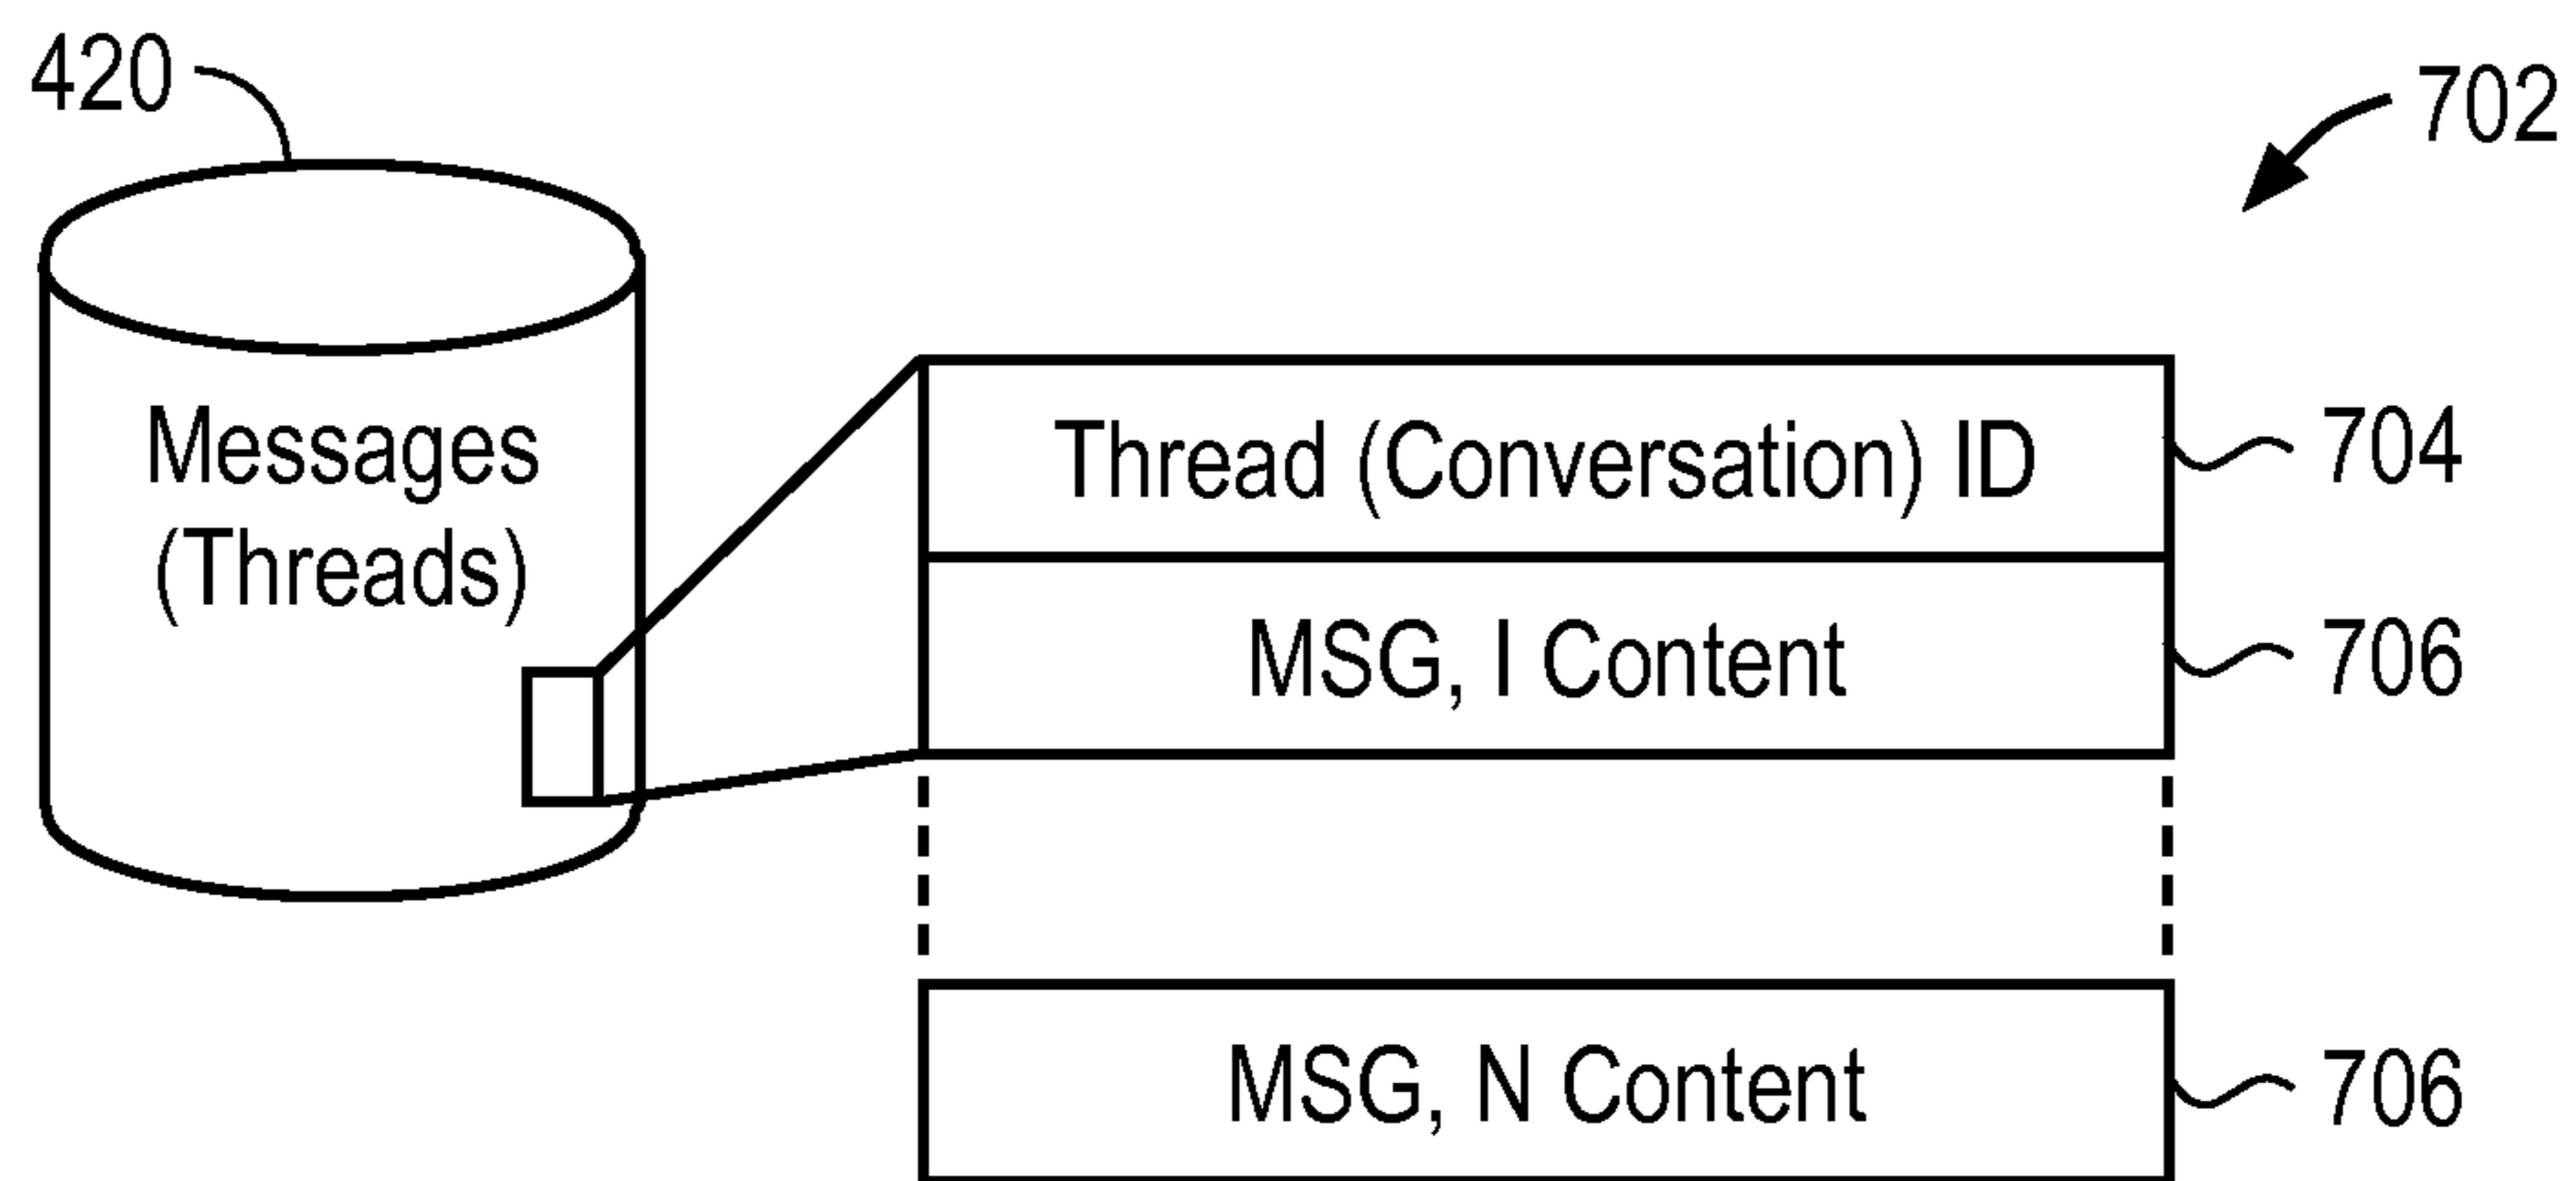 420
702
Messages
(Threads)
Thread (Conversation) ID
704
MSG, I Content
706
MSG, N Content
706